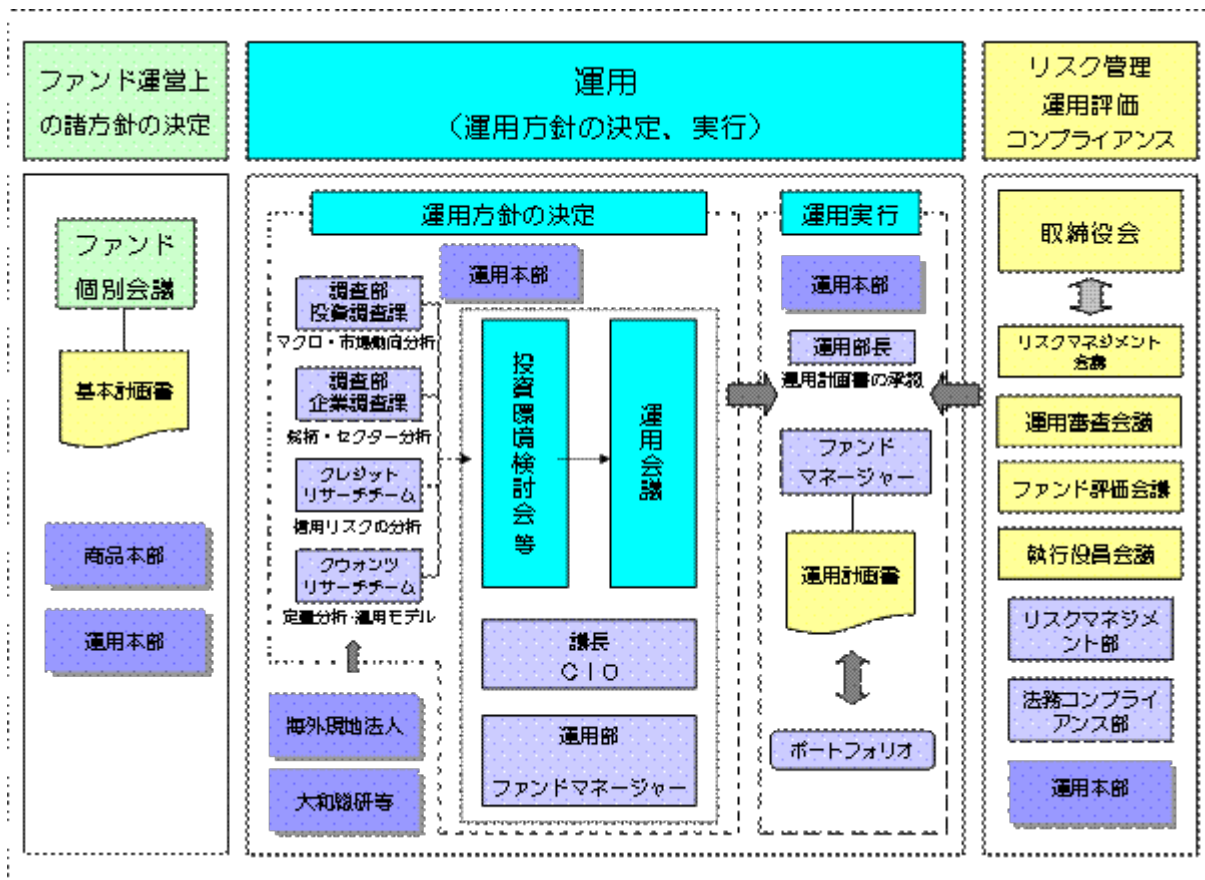 ファンド運営上
の諸方針の決定
運用
（運用方針の決定、実行）
リスク管理
運用評価
コンプライアンス
ファンド
個別会議
基本計画書
商品本部
運用本部
運用方針の決定
運用本部
調査部
投資調査課
マクロ・市場動向分析
調査部
企業調査課
銘柄・セクター分析
クレジット
リサーチチーム
信用リスクの分析
クウォンツ
リサーチチーム
定量分析・運用モデル
海外現地法人
大和総研等
投資環境検討会等
運用会議
議長
ＣＩＯ
運用部
ファンドマネージャー
運用実行
運用本部
運用部長
運用計画書の承認
ファンド
マネージャー
運用計画書
ポートフォリオ
取締役会
リスクマネジメント
会議
運用審査会議
ファンド評価会議
執行役員会議
リスクマネジメ
ント部
法務コンプライ
アンス部
運用本部